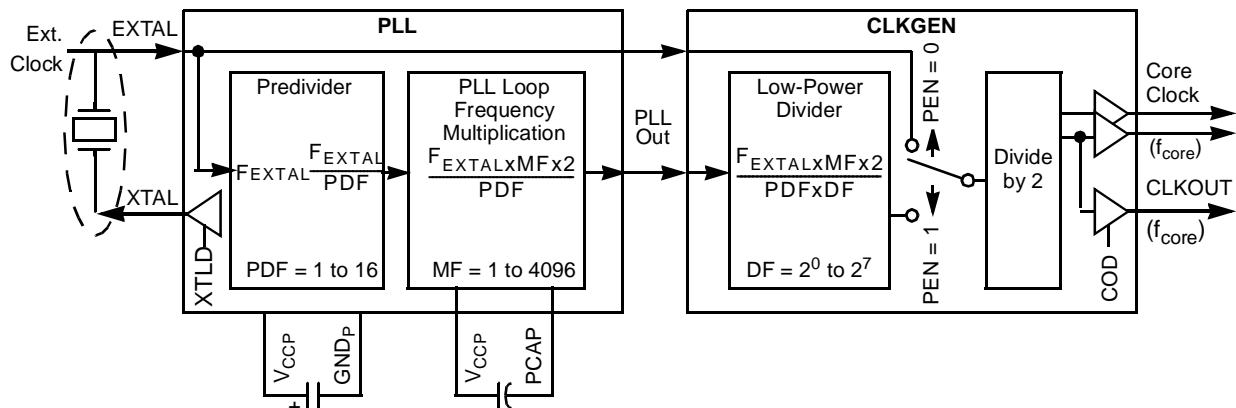 PLL
CLKGEN
Ext.
Clock
EXTAL
XTAL
XTLD
Predivider
FEXTAL
FEXTAL
PDF
PDF = 1 to 16
PLL Loop
Frequency
Multiplication
FEXTALxMFx2
PDF
MF = 1 to 4096
VCCP
GNDP
+
VCCP
PCAP
PLL
Out
Low-Power
Divider
FEXTALxMFx2
PDFxDF
DF = 2⁰ to 2⁷
PEN = 0
PEN = 1
Divide
by 2
Core
Clock
(fcore)
CLKOUT
(fcore)
COD